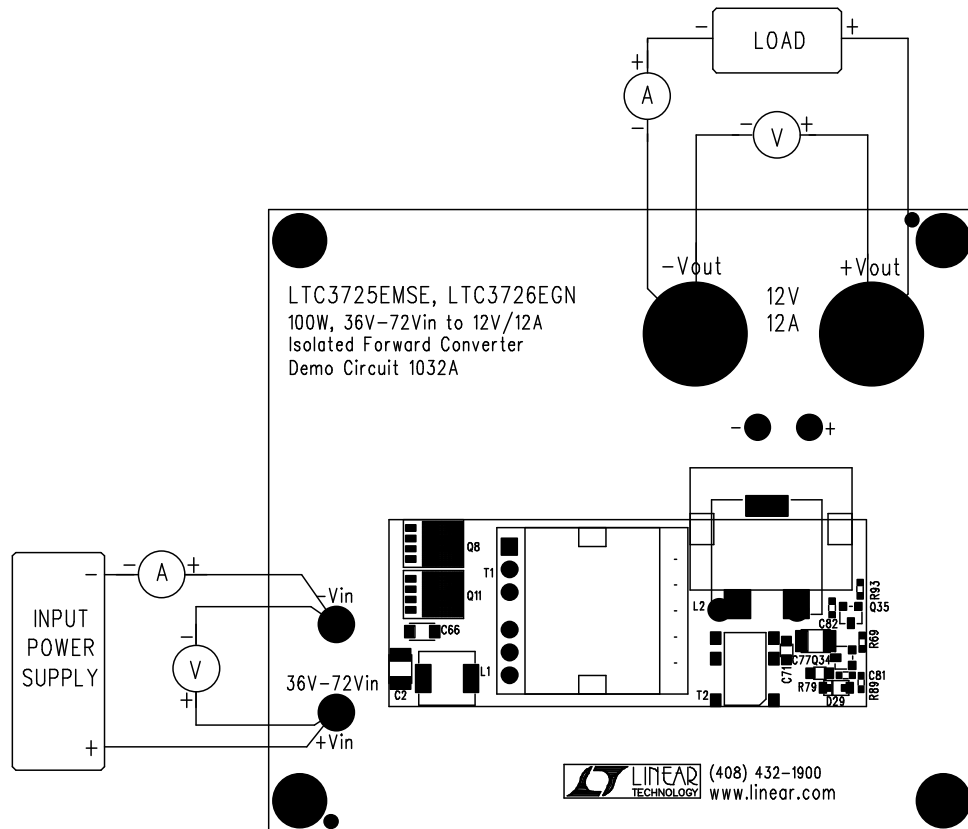 - LOAD +
+
A
-
- V +
-Vout +Vout
12V
12A
LTC3725EMSE, LTC3726EGN
100W, 36V-72Vin to 12V/12A
Isolated Forward Converter
Demo Circuit 1032A
- +
Q8
T1
Q11
C66
L1
C2
L2
R93
Q35
C82
R69
C71
C77
Q34
C81
R79
R89
D29
T2
- - A +
-Vin
INPUT
POWER
SUPPLY
-
V
+
36V-72Vin
+Vin
+
LINEAR
TECHNOLOGY
(408) 432-1900
www.linear.com